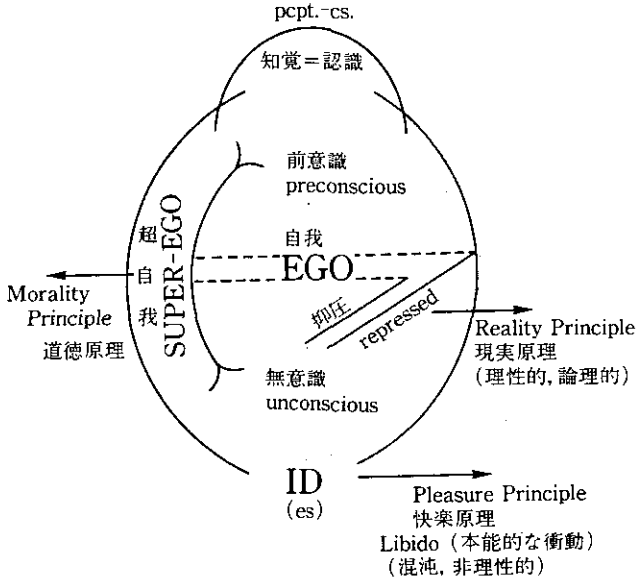 pcpt.-cs.
知覚＝認識
前意識
preconscious
超自我
SUPER-EGO
自我
EGO
抑圧
repressed
Morality
Principle
道徳原理
Reality Principle
現実原理
(理性的, 論理的)
無意識
unconscious
ID
(es)
Pleasure Principle
快楽原理
Libido (本能的な衝動)
(混沌, 非理性的)